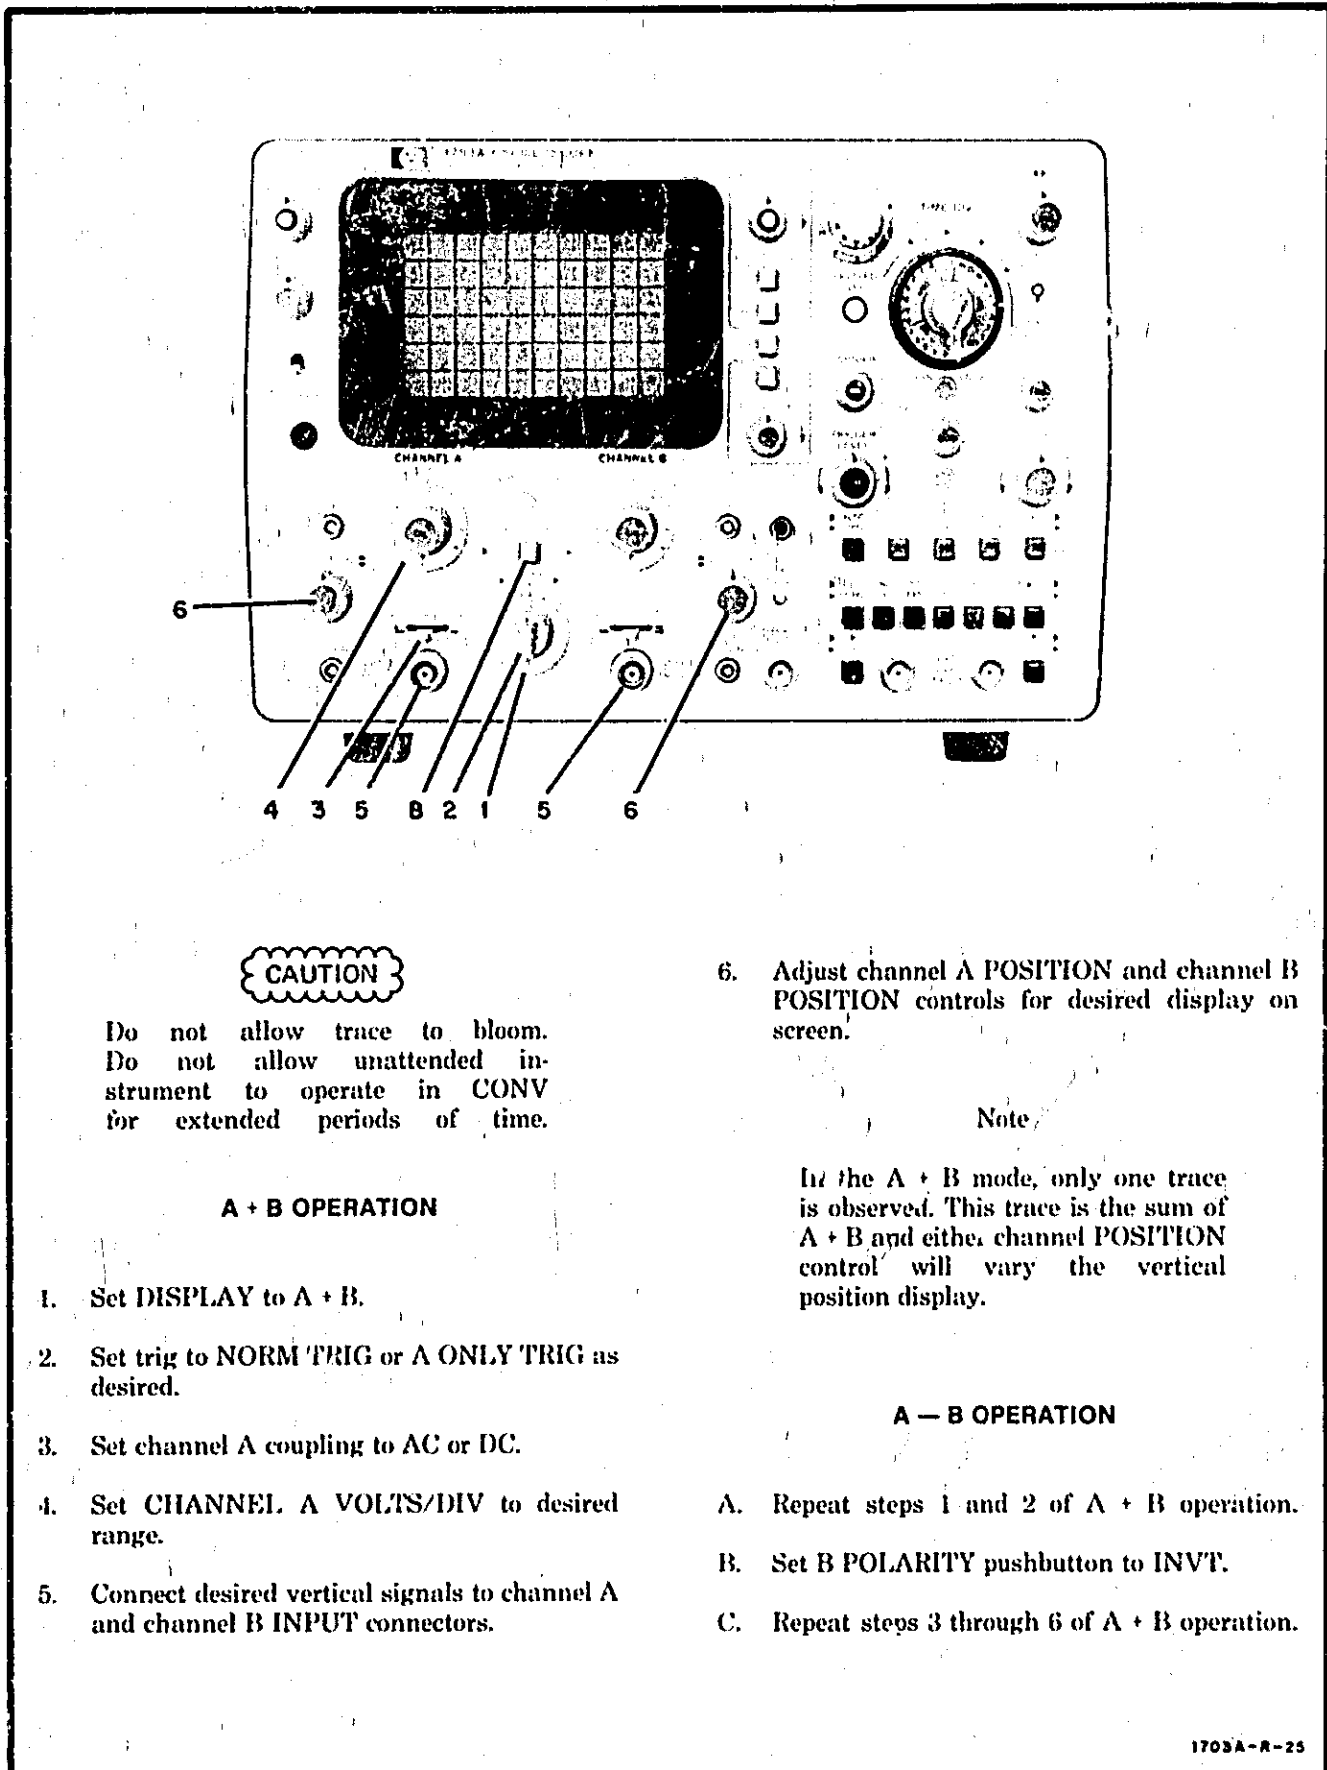 CHANNEL A
CHANNEL B
6
4
3
5
B
2
1
5
6
CAUTION
Do not allow trace to bloom.
Do not allow unattended in-
strument to operate in CONV
for extended periods of time.
A + B OPERATION
1. Set DISPLAY to A + B.
2. Set trig to NORM TRIG or A ONLY TRIG as
desired.
3. Set channel A coupling to AC or DC.
4. Set CHANNEL A VOLTS/DIV to desired
range.
5. Connect desired vertical signals to channel A
and channel B INPUT connectors.
6. Adjust channel A POSITION and channel B
POSITION controls for desired display on
screen.
Note
In the A + B mode, only one trace
is observed. This trace is the sum of
A + B and either channel POSITION
control will vary the vertical
position display.
A — B OPERATION
A. Repeat steps 1 and 2 of A + B operation.
B. Set B POLARITY pushbutton to INVT.
C. Repeat steps 3 through 6 of A + B operation.
1703A-R-25